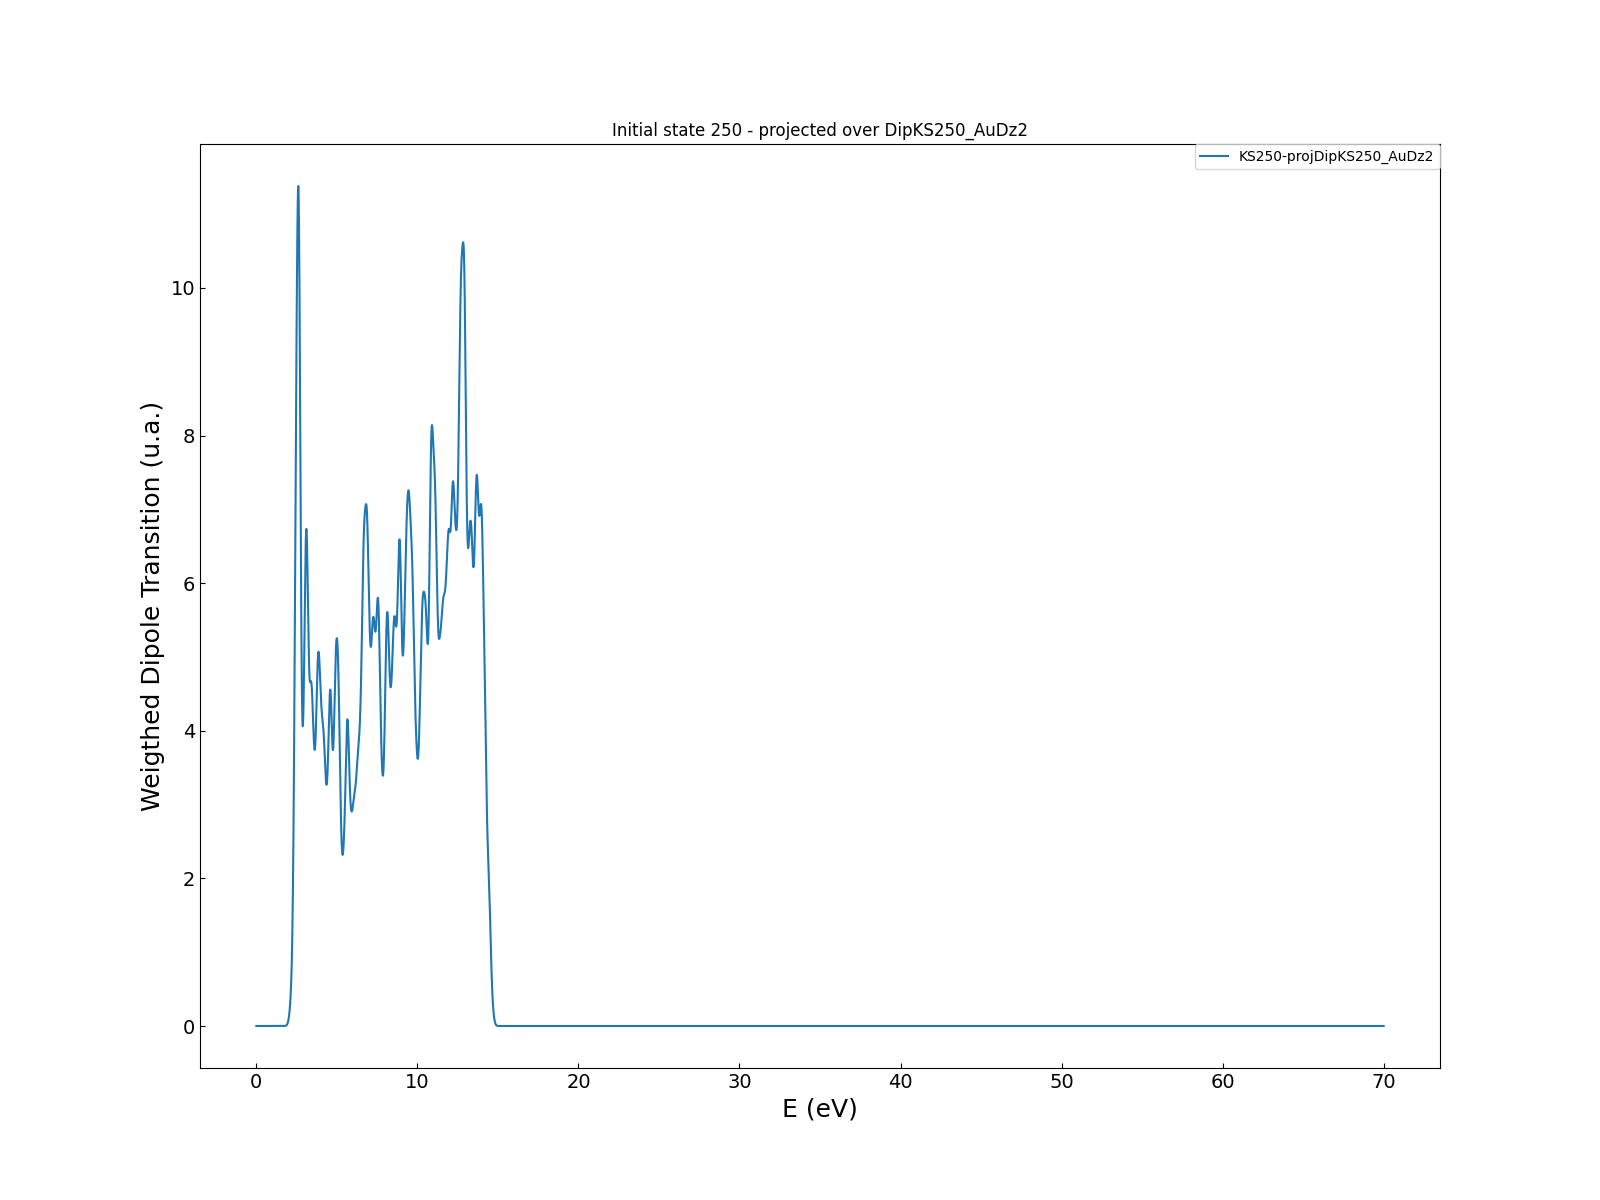 Initial state 250 - projected over DipKS250_AuDz2
KS250-projDipKS250_AuDz2
Weigthed Dipole Transition (u.a.)
10
8
6
4
2
0
0 10 20 30 40 50 60 70
E (eV)